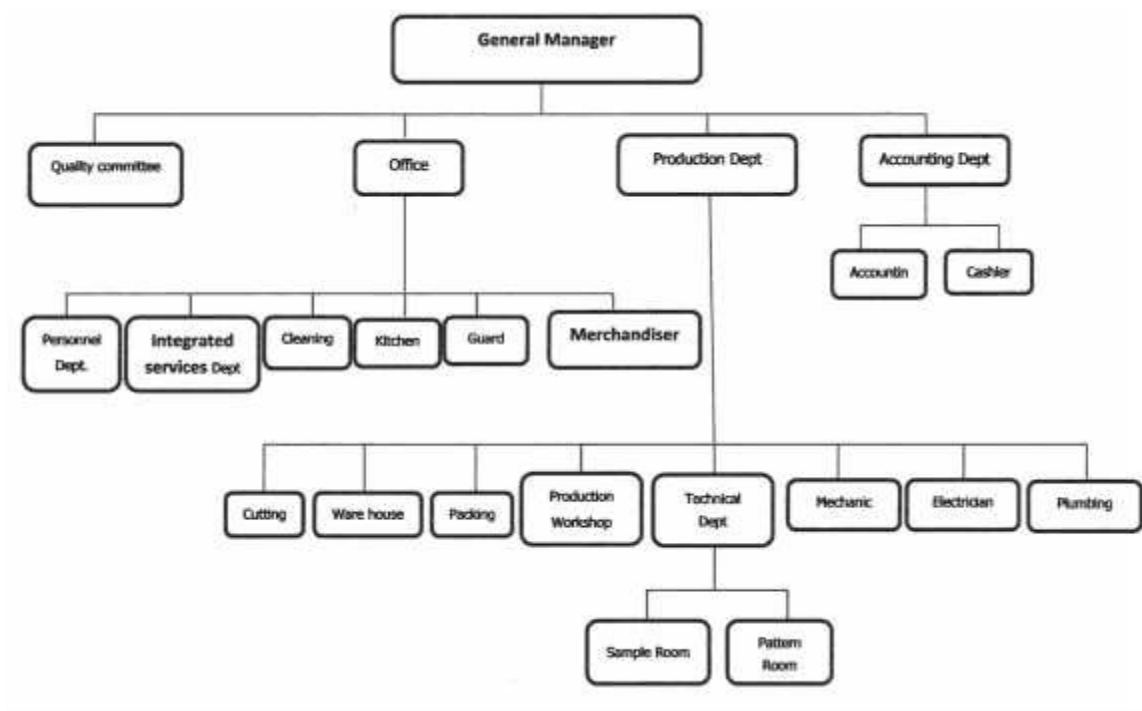 General Manager
Quality committee
Office
Production Dept
Accounting Dept
Accountin
Cashier
Personnel
Dept.
Integrated
services Dept
Cleaning
Kitchen
Guard
Merchandiser
Cutting
Ware house
Packing
Production
Workshop
Technical
Dept
Mechanic
Electrician
Plumbing
Sample Room
Pattern
Room